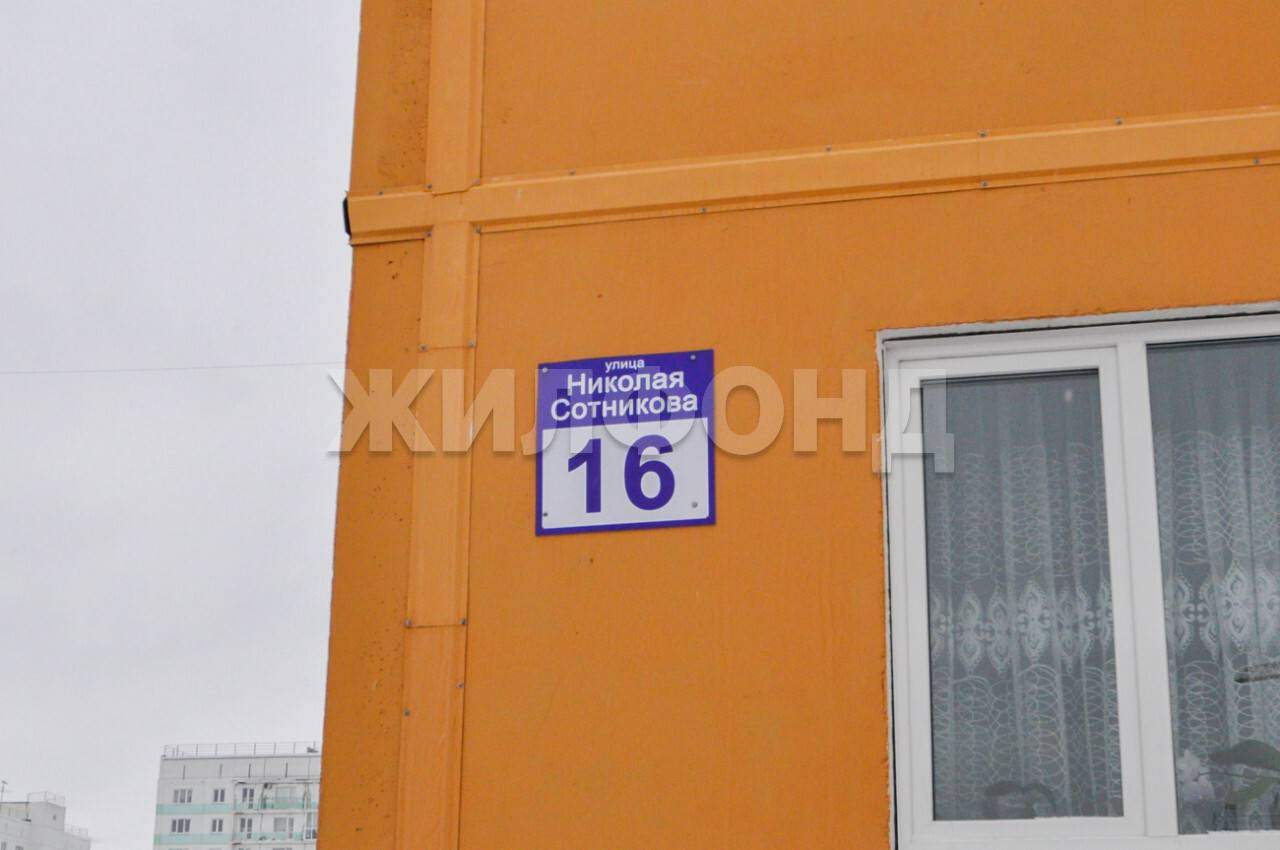 улица
Николая
Сотникова
16
ЖИЛФОНД